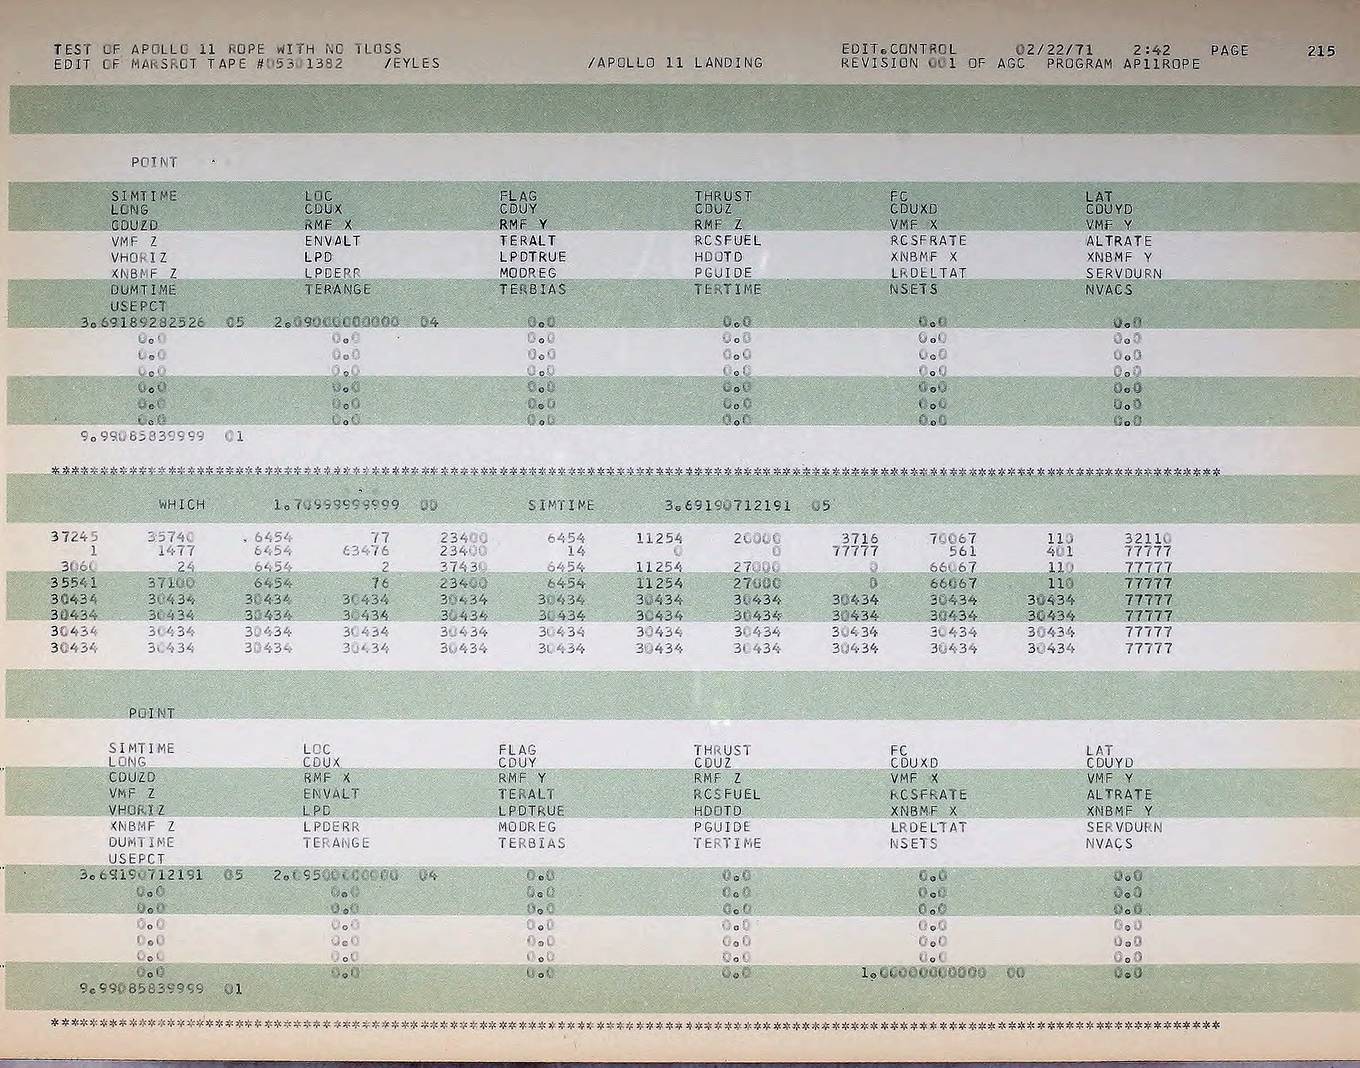 TEST OF APOLLO 11 ROPE WITH NO TLOSS EDIT.CONTROL 02/22/71 2:42 PAGE 215
EDIT OF MARSROT TAPE #05301382 /EYLES /APOLLO 11 LANDING REVISION 001 OF AGC PROGRAM AP11ROPE
POINT
SIMTIME LOC FLAG THRUST FC LAT
LONG CDUX CDUY CDUZ CDUXD CDUYD
CDUZD RMF X RMF Y RMF Z VMF X VMF Y
VMF Z ENVALT TERALT RCSFUEL RCSFRATE ALTRATE
VHORIZ LPD LPDTRUE HDOTD XNBMF X XNBMF Y
XNBMF Z LPDERR MODREG PGUIDE LRDELTAT SERVDURN
DUMTIME TERANGE TERBIAS TERTIME NSETS NVACS
USEPCT
3.69189282526 05 2.09000000000 04 0.0 0.0 0.0 0.0
0.0 0.0 0.0 0.0 0.0 0.0
0.0 0.0 0.0 0.0 0.0 0.0
0.0 0.0 0.0 0.0 0.0 0.0
0.0 0.0 0.0 0.0 0.0 0.0
0.0 0.0 0.0 0.0 0.0 0.0
0.0 0.0 0.0 0.0 0.0 0.0
9.99085839999 01
************************************************************************************************************************
WHICH 1.70999999999 00 SIMTIME 3.69190712191 05
37245 35740 6454 77 23400 6454 11254 20000 3716 70067 110 32110
1 1477 6454 63476 23400 14 0 0 77777 561 401 77777
3060 24 6454 2 37430 6454 11254 27000 0 66067 110 77777
35541 37100 6454 76 23400 6454 11254 27000 0 66067 110 77777
30434 30434 30434 30434 30434 30434 30434 30434 30434 30434 30434 77777
30434 30434 30434 30434 30434 30434 30434 30434 30434 30434 30434 77777
30434 30434 30434 30434 30434 30434 30434 30434 30434 30434 30434 77777
30434 30434 30434 30434 30434 30434 30434 30434 30434 30434 30434 77777
POINT
SIMTIME LOC FLAG THRUST FC LAT
LONG CDUX CDUY CDUZ CDUXD CDUYD
CDUZD RMF X RMF Y RMF Z VMF X VMF Y
VMF Z ENVALT TERALT RCSFUEL RCSFRATE ALTRATE
VHORIZ LPD LPDTRUE HDOTD XNBMF X XNBMF Y
XNBMF Z LPDERR MODREG PGUIDE LRDELTAT SERVDURN
DUMTIME TERANGE TERBIAS TERTIME NSETS NVACS
USEPCT
3.69190712191 05 2.09500000000 04 0.0 0.0 0.0 0.0
0.0 0.0 0.0 0.0 0.0 0.0
0.0 0.0 0.0 0.0 0.0 0.0
0.0 0.0 0.0 0.0 0.0 0.0
0.0 0.0 0.0 0.0 0.0 0.0
0.0 0.0 0.0 0.0 0.0 0.0
0.0 0.0 0.0 0.0 1.00000000000 00 0.0
9.99085839999 01
************************************************************************************************************************